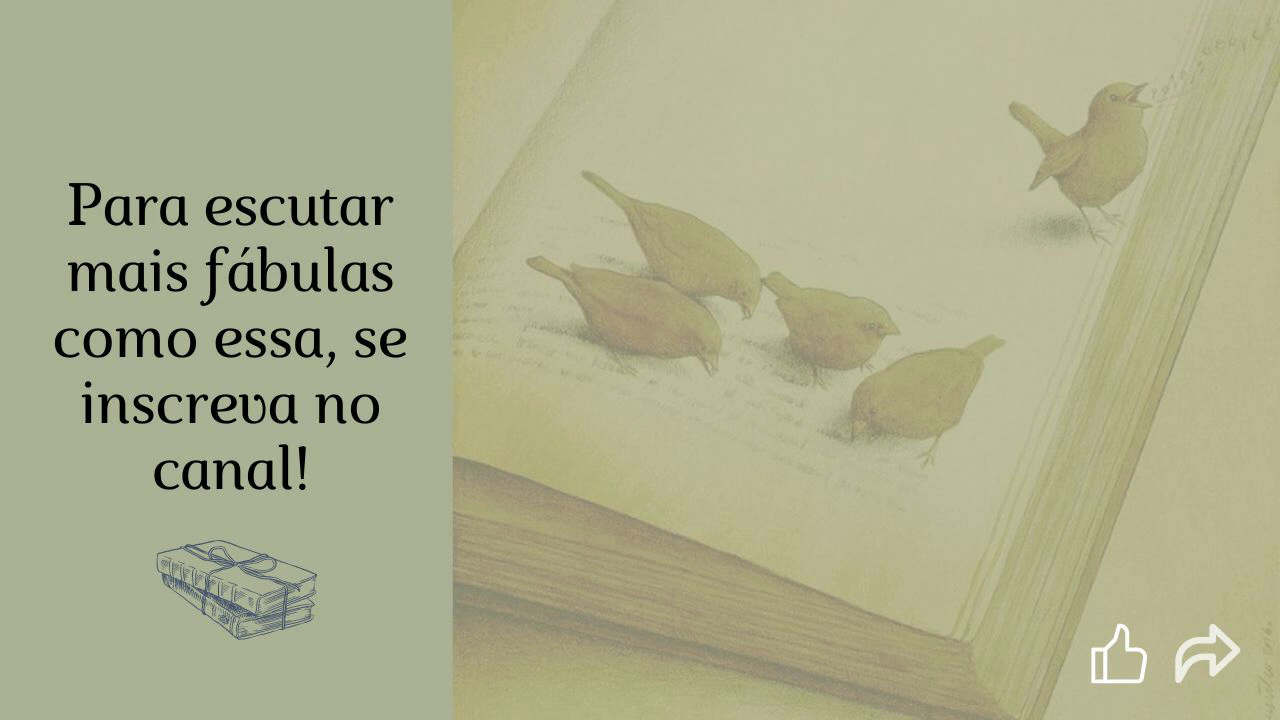 Para escutar
mais fábulas
como essa, se
inscreva no
canal!